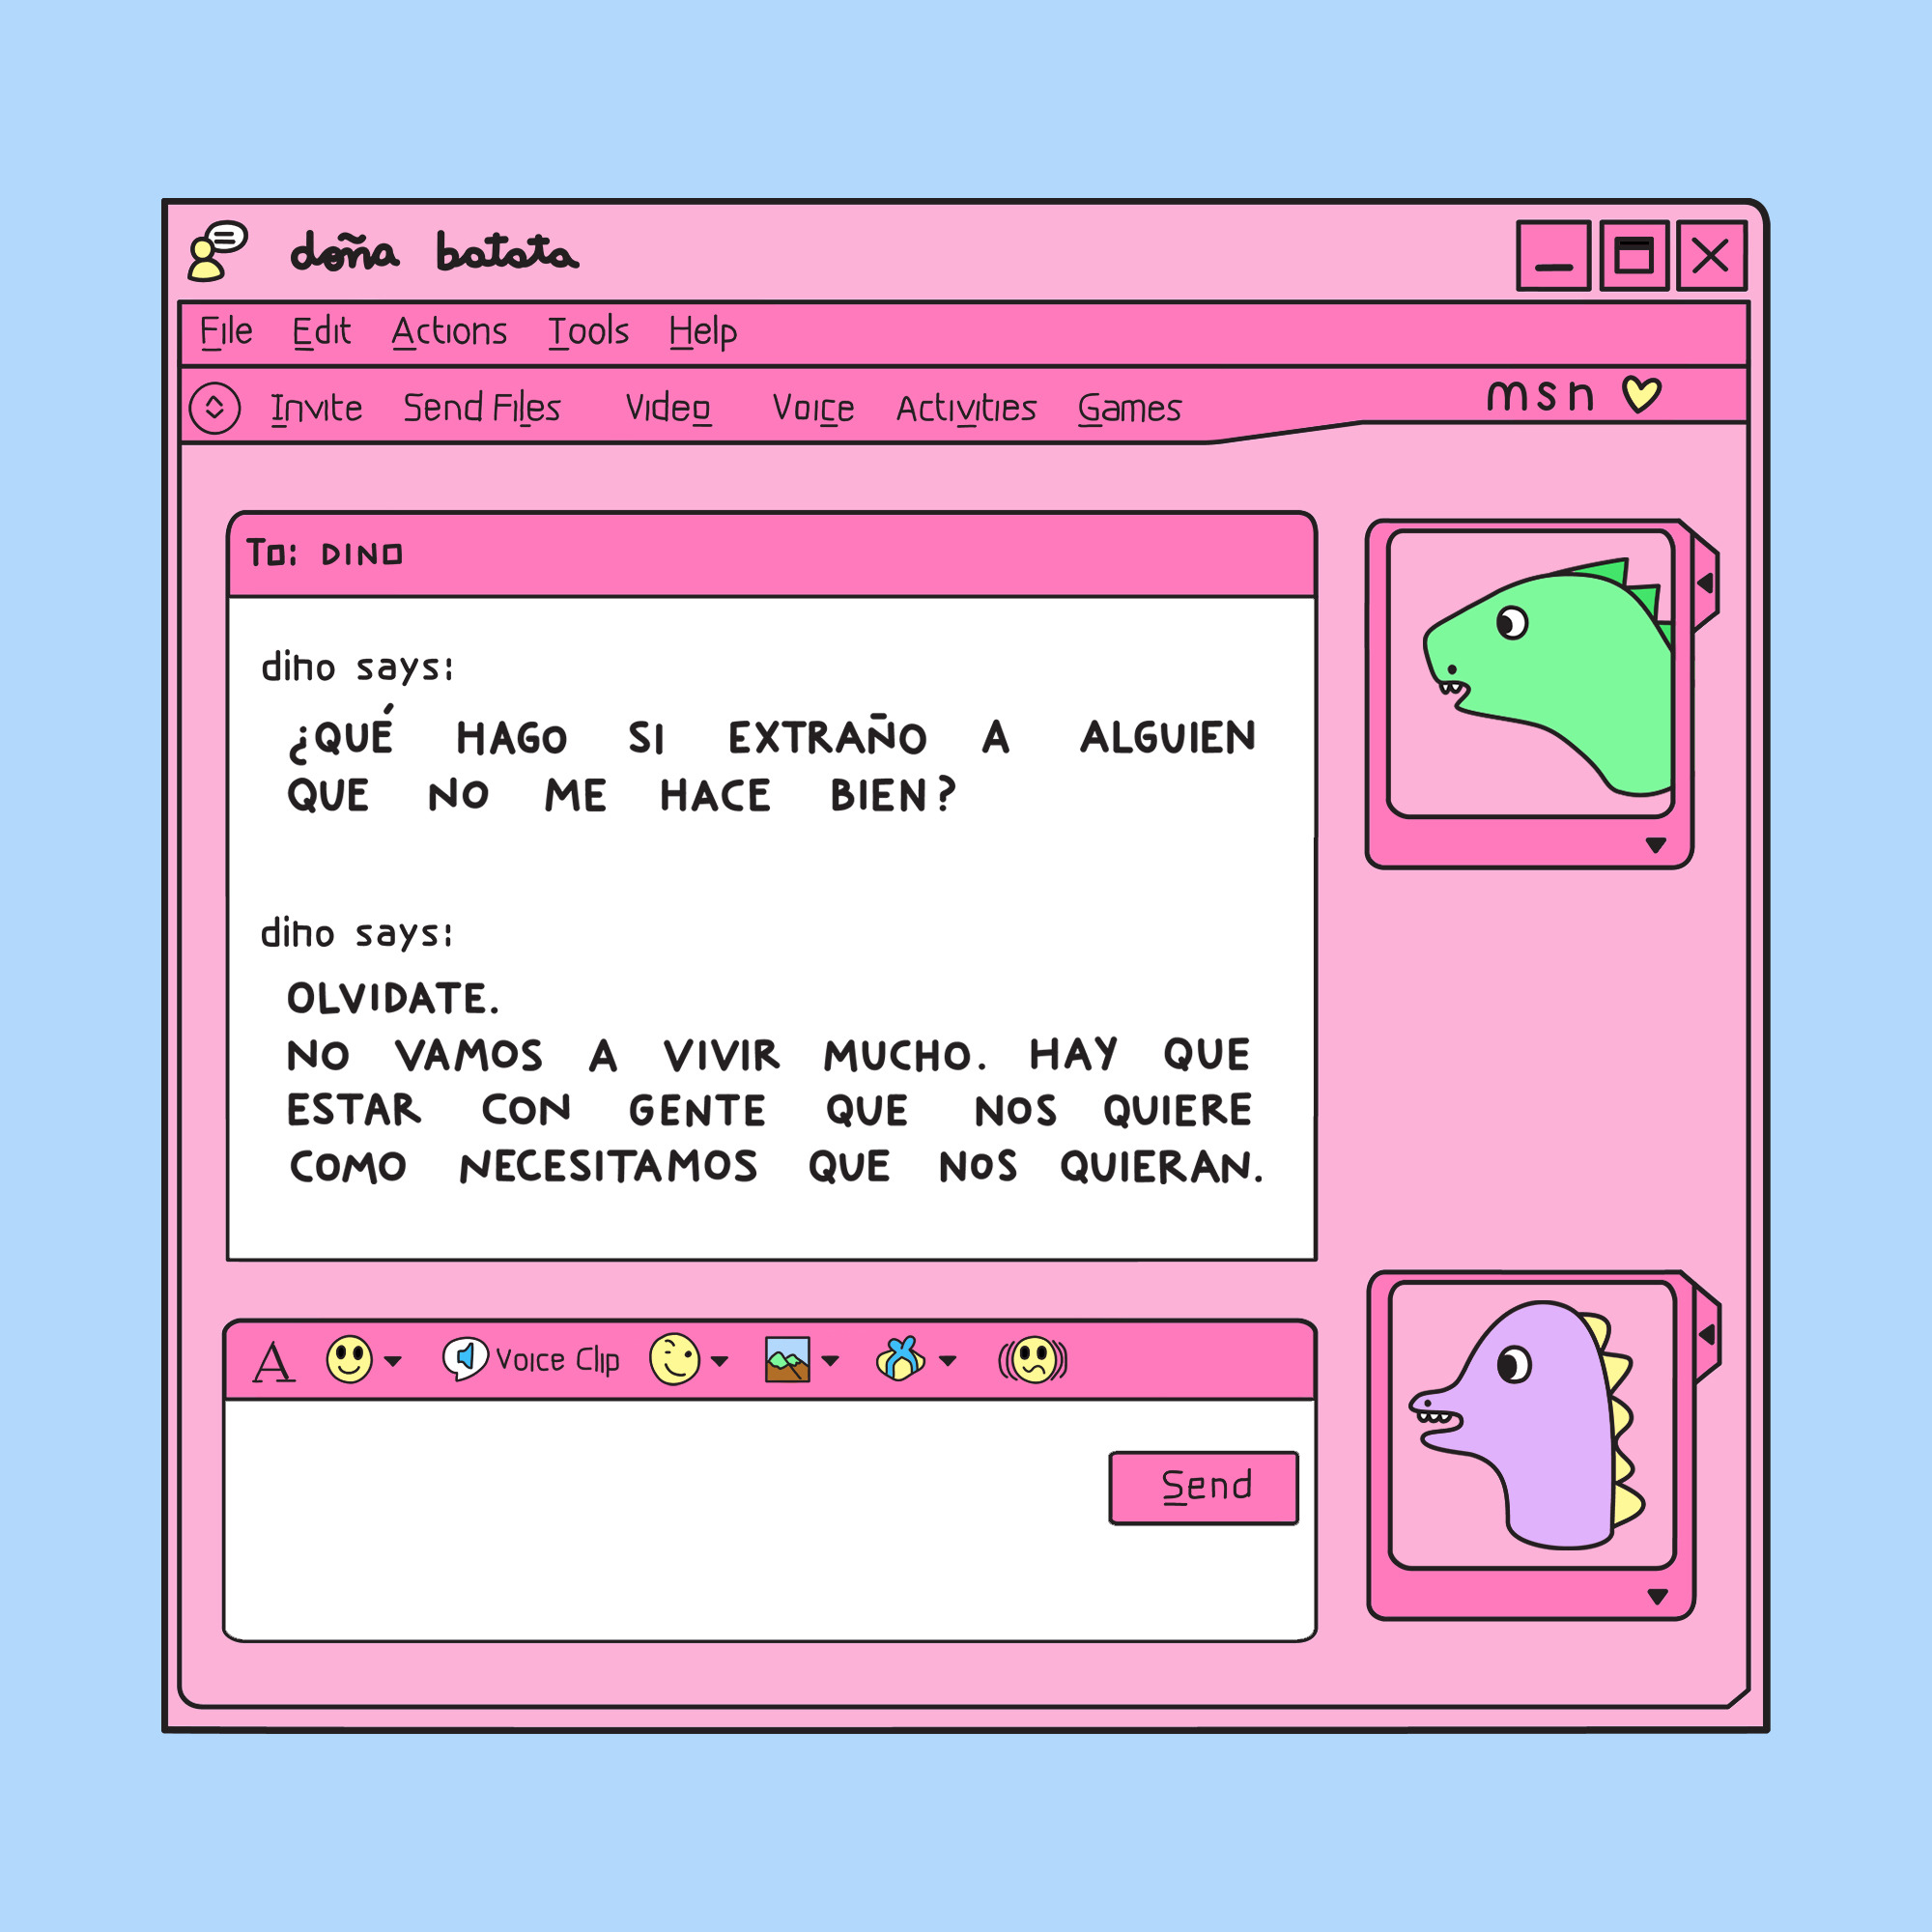 doña batata
File Edit Actions Tools Help
Invite Send Files Video Voice Activities Games msn
To: DINO
dino says:
¿QUÉ HAGO SI EXTRAÑO A ALGUIEN
QUE NO ME HACE BIEN?
dino says:
OLVIDATE.
NO VAMOS A VIVIR MUCHO. HAY QUE
ESTAR CON GENTE QUE NOS QUIERE
COMO NECESITAMOS QUE NOS QUIERAN.
A Voice Clip
Send